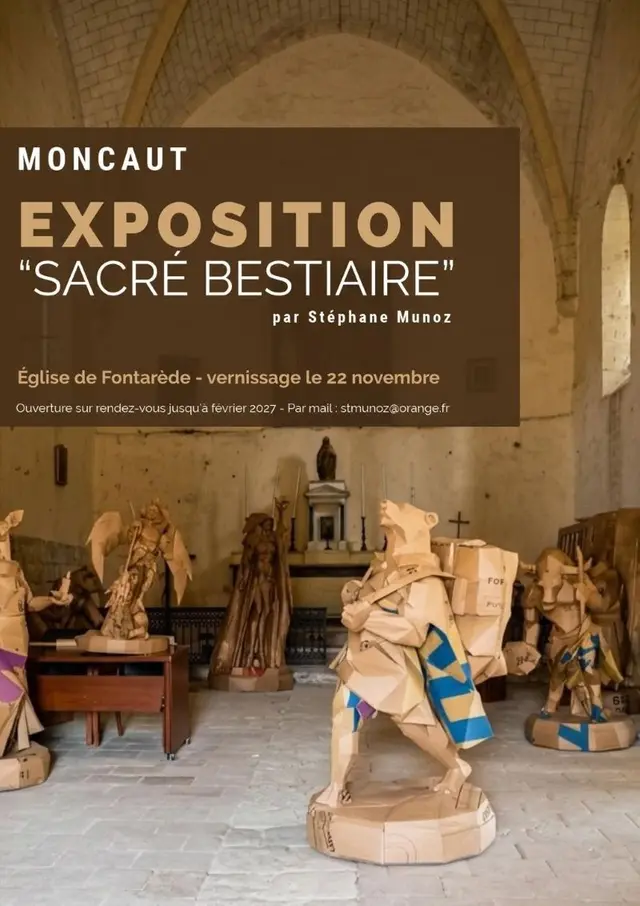 MONCAUT
EXPOSITION
“SACRÉ BESTIAIRE”
par Stéphane Munoz
Église de Fontarède - vernissage le 22 novembre
Ouverture sur rendez-vous jusqu'à février 2027 - Par mail : stmunoz@orange.fr